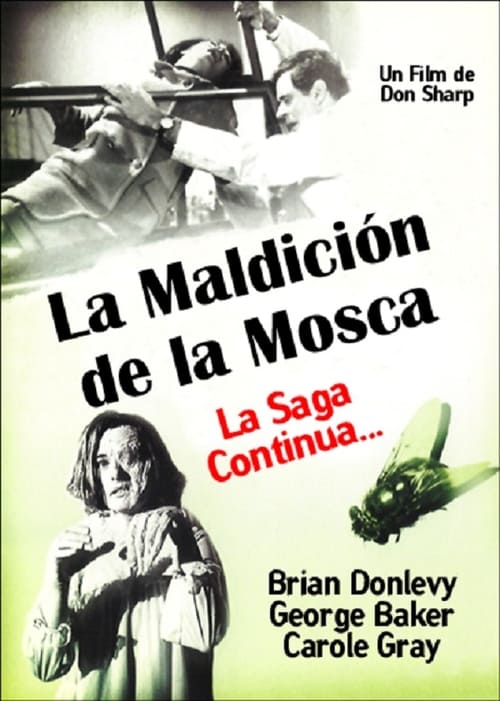 Un Film de
Don Sharp
La Maldición
de la Mosca
La Saga
Continua...
Brian Donlevy
George Baker
Carole Gray